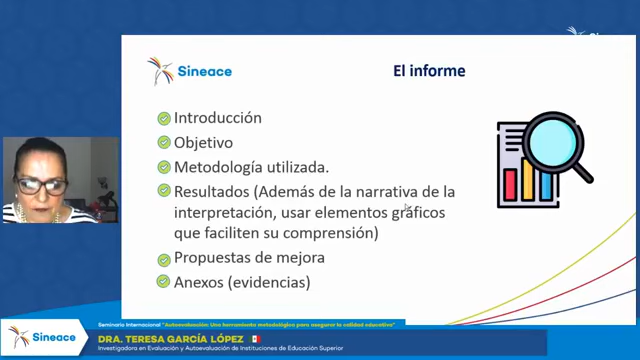 Sineace
El informe
Introducción
Objetivo
Metodología utilizada.
Resultados (Además de la narrativa de la
interpretación, usar elementos gráficos
que faciliten su comprensión)
Propuestas de mejora
Anexos (evidencias)
Sineace
Seminario Internacional "Autoevaluación: Una herramienta metodológica para asegurar la calidad educativa"
DRA. TERESA GARCÍA LÓPEZ
Investigadora en Evaluación y Autoevaluación de Instituciones de Educación Superior